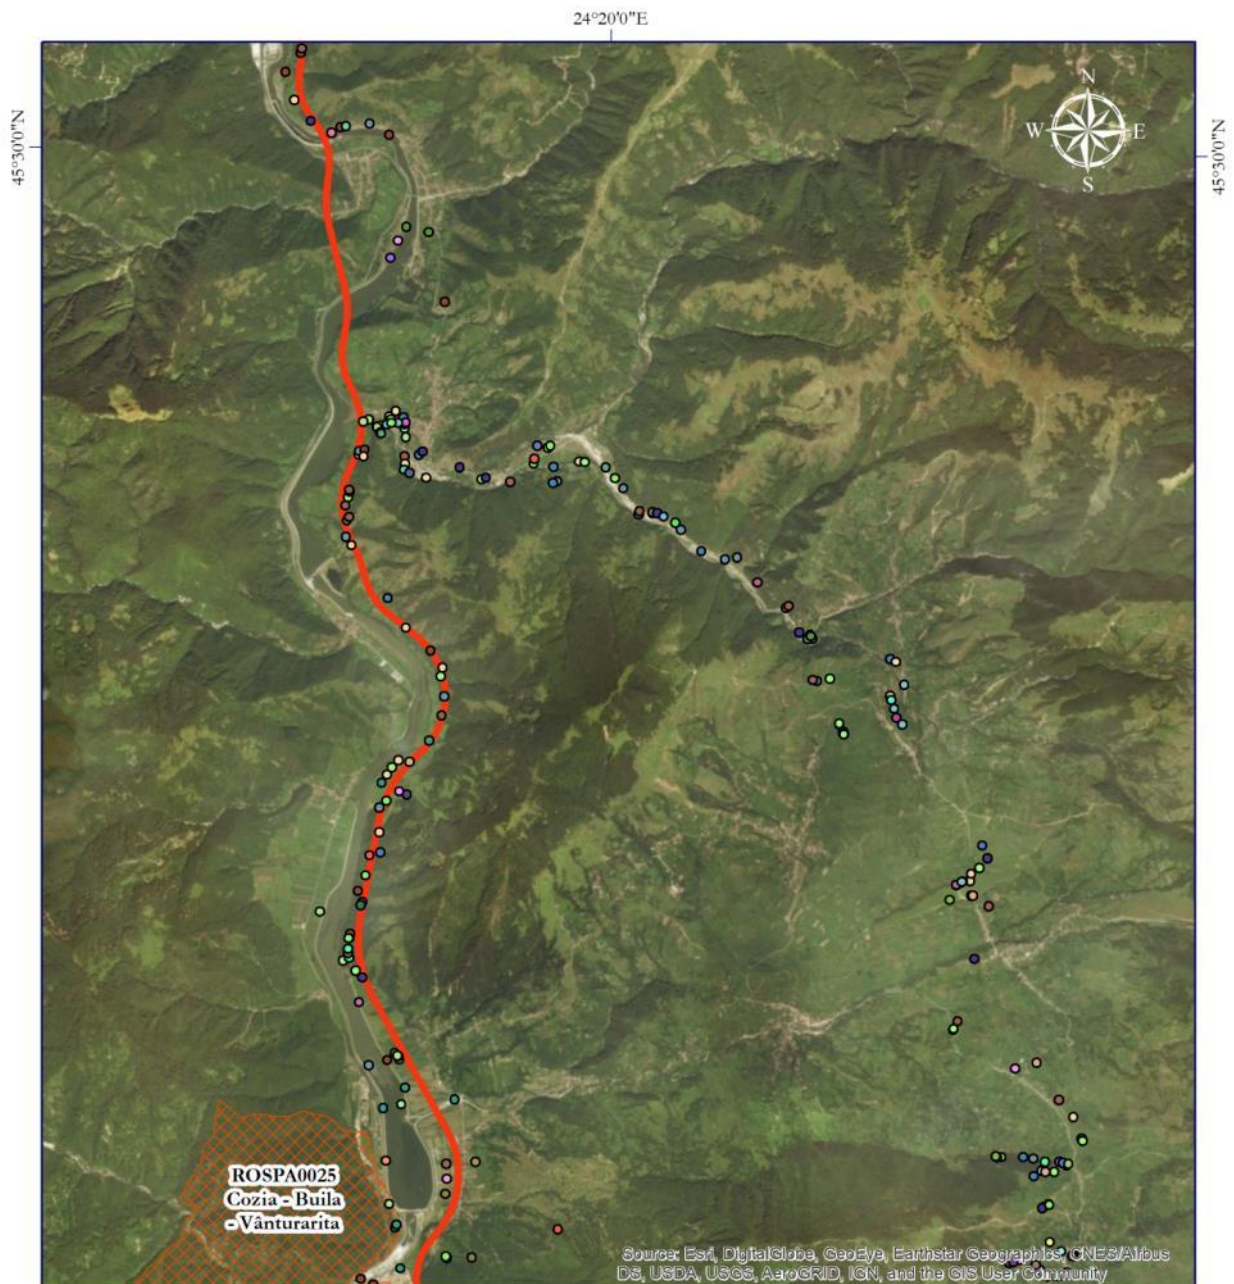 24°20'0"E
N
W E
S
45°30'0"N
45°30'0"N
ROSPA0025
Cozia - Buila
- Vânturarita
Source: Esri, DigitalGlobe, GeoEye, Earthstar Geographics, CNES/Airbus
DS, USDA, USGS, AeroGRID, IGN, and the GIS User Community